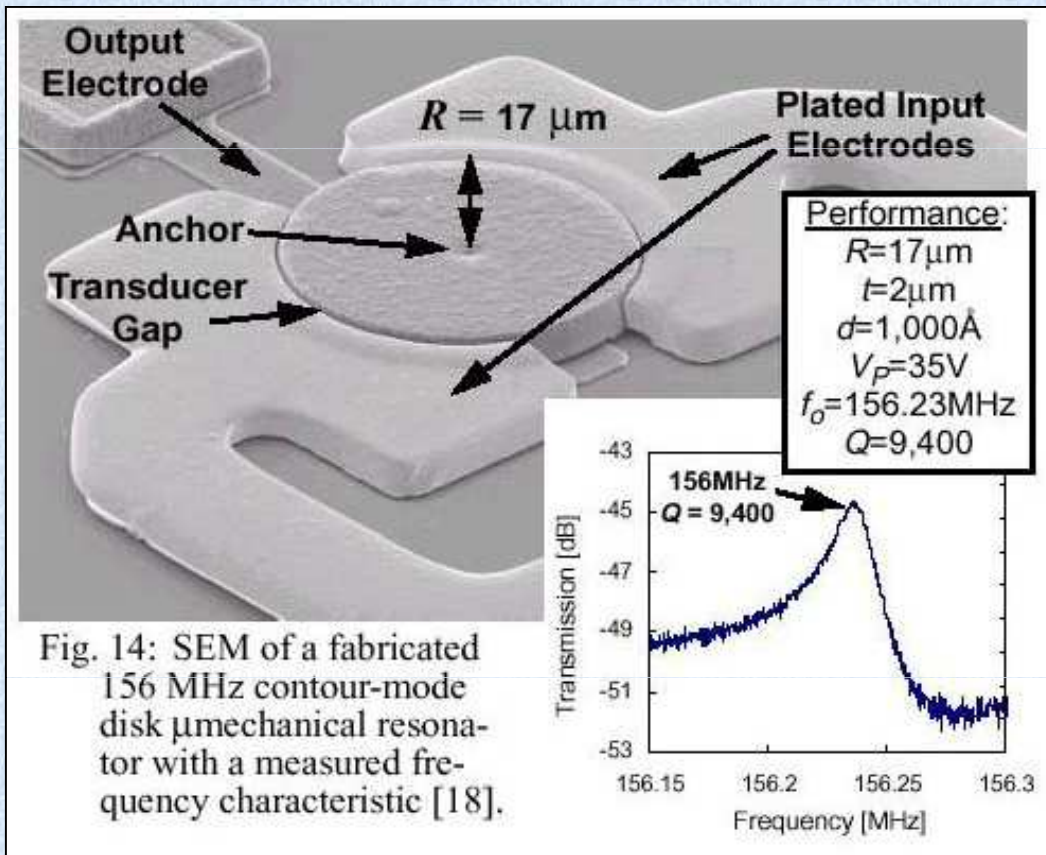 Output
Electrode
R = 17 μm
Plated Input
Electrodes
Anchor
Transducer
Gap
Performance:
R=17μm
t=2μm
d=1,000Å
VP=35V
fo=156.23MHz
Q=9,400
156MHz
Q = 9,400
-43
-45
-47
-49
-51
-53
Transmission [dB]
156.15 156.2 156.25 156.3
Frequency [MHz]
Fig. 14: SEM of a fabricated
156 MHz contour-mode
disk μmechanical resona-
tor with a measured fre-
quency characteristic [18].